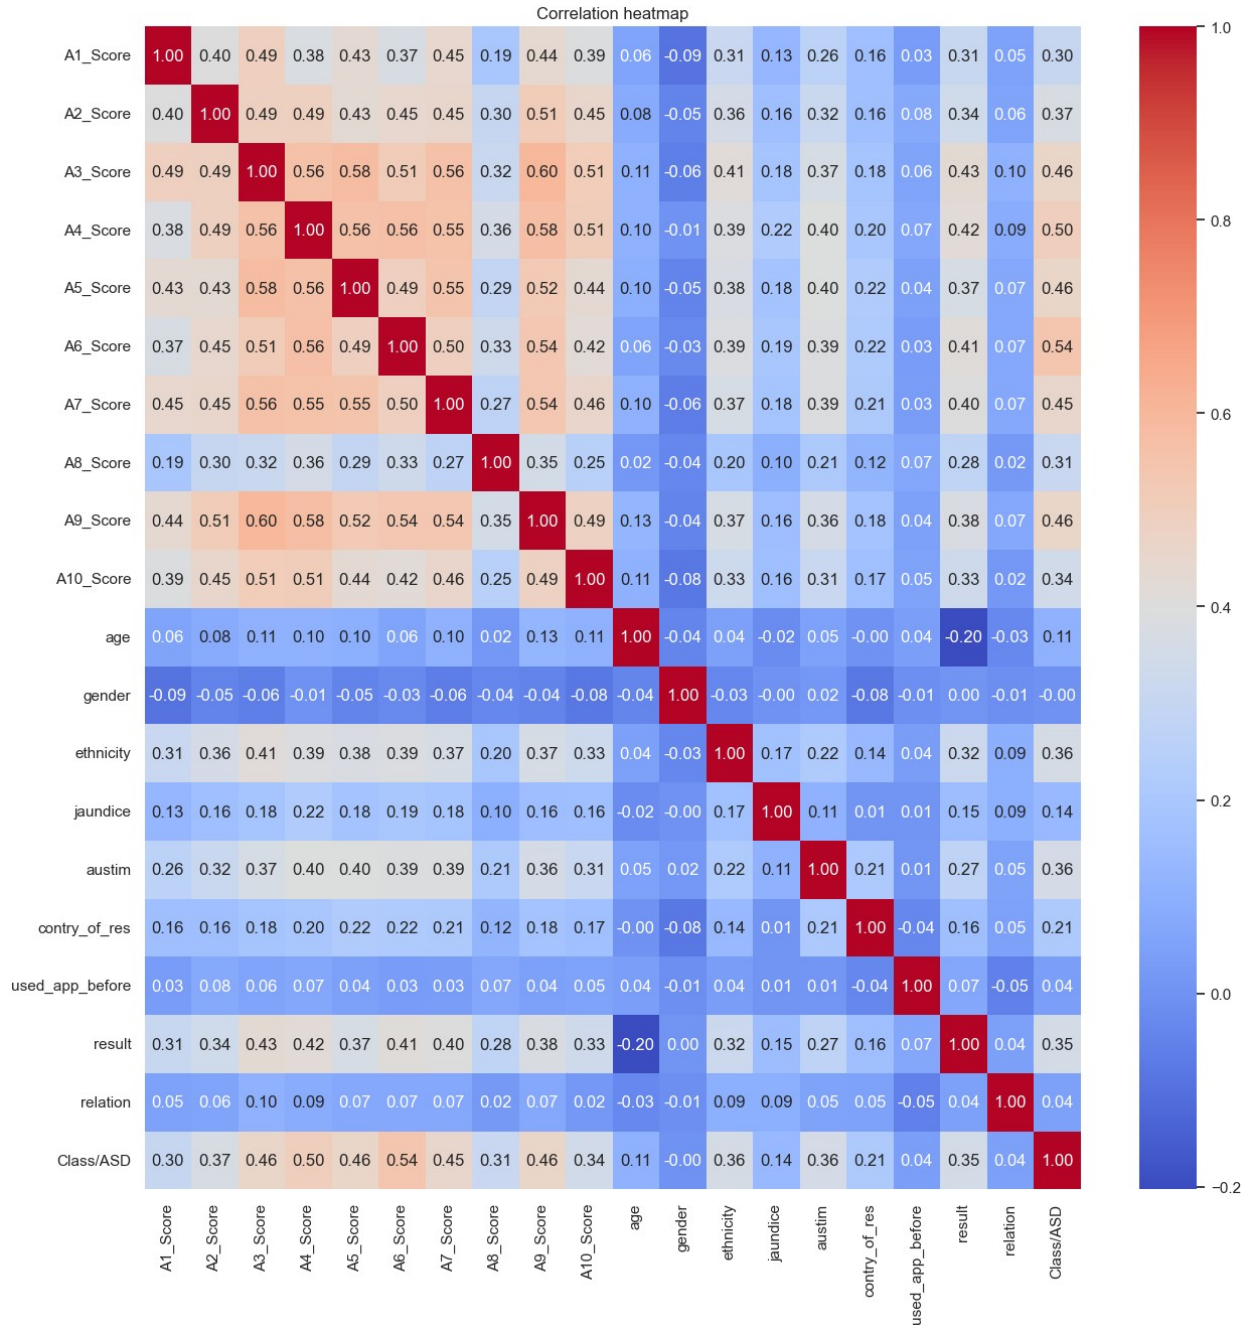 Correlation heatmap
A1_Score 1.00 0.40 0.49 0.38 0.43 0.37 0.45 0.19 0.44 0.39 0.06 -0.09 0.31 0.13 0.26 0.16 0.03 0.31 0.05 0.30
A2_Score 0.40 1.00 0.49 0.49 0.43 0.45 0.45 0.30 0.51 0.45 0.08 -0.05 0.36 0.16 0.32 0.16 0.08 0.34 0.06 0.37
A3_Score 0.49 0.49 1.00 0.56 0.58 0.51 0.56 0.32 0.60 0.51 0.11 -0.06 0.41 0.18 0.37 0.18 0.06 0.43 0.10 0.46
A4_Score 0.38 0.49 0.56 1.00 0.56 0.56 0.55 0.36 0.58 0.51 0.10 -0.01 0.39 0.22 0.40 0.20 0.07 0.42 0.09 0.50
A5_Score 0.43 0.43 0.58 0.56 1.00 0.49 0.55 0.29 0.52 0.44 0.10 -0.05 0.38 0.18 0.40 0.22 0.04 0.37 0.07 0.46
A6_Score 0.37 0.45 0.51 0.56 0.49 1.00 0.50 0.33 0.54 0.42 0.06 -0.03 0.39 0.19 0.39 0.22 0.03 0.41 0.07 0.54
A7_Score 0.45 0.45 0.56 0.55 0.55 0.50 1.00 0.27 0.54 0.46 0.10 -0.06 0.37 0.18 0.39 0.21 0.03 0.40 0.07 0.45
A8_Score 0.19 0.30 0.32 0.36 0.29 0.33 0.27 1.00 0.35 0.25 0.02 -0.04 0.20 0.10 0.21 0.12 0.07 0.28 0.02 0.31
A9_Score 0.44 0.51 0.60 0.58 0.52 0.54 0.54 0.35 1.00 0.49 0.13 -0.04 0.37 0.16 0.36 0.18 0.04 0.38 0.07 0.46
A10_Score 0.39 0.45 0.51 0.51 0.44 0.42 0.46 0.25 0.49 1.00 0.11 -0.08 0.33 0.16 0.31 0.17 0.05 0.33 0.02 0.34
age 0.06 0.08 0.11 0.10 0.10 0.06 0.10 0.02 0.13 0.11 1.00 -0.04 0.04 -0.02 0.05 -0.00 0.04 -0.20 -0.03 0.11
gender -0.09 -0.05 -0.06 -0.01 -0.05 -0.03 -0.06 -0.04 -0.04 -0.08 -0.04 1.00 -0.03 -0.00 0.02 -0.08 -0.01 0.00 -0.01 -0.00
ethnicity 0.31 0.36 0.41 0.39 0.38 0.39 0.37 0.20 0.37 0.33 0.04 -0.03 1.00 0.17 0.22 0.14 0.04 0.32 0.09 0.36
jaundice 0.13 0.16 0.18 0.22 0.18 0.19 0.18 0.10 0.16 0.16 -0.02 -0.00 0.17 1.00 0.11 0.01 0.01 0.15 0.09 0.14
austim 0.26 0.32 0.37 0.40 0.40 0.39 0.39 0.21 0.36 0.31 0.05 0.02 0.22 0.11 1.00 0.21 0.01 0.27 0.05 0.36
contry_of_res 0.16 0.16 0.18 0.20 0.22 0.22 0.21 0.12 0.18 0.17 -0.00 -0.08 0.14 0.01 0.21 1.00 -0.04 0.16 0.05 0.21
used_app_before 0.03 0.08 0.06 0.07 0.04 0.03 0.03 0.07 0.04 0.05 0.04 -0.01 0.04 0.01 0.01 -0.04 1.00 0.07 -0.05 0.04
result 0.31 0.34 0.43 0.42 0.37 0.41 0.40 0.28 0.38 0.33 -0.20 0.00 0.32 0.15 0.27 0.16 0.07 1.00 0.04 0.35
relation 0.05 0.06 0.10 0.09 0.07 0.07 0.07 0.02 0.07 0.02 -0.03 -0.01 0.09 0.09 0.05 0.05 -0.05 0.04 1.00 0.04
Class/ASD 0.30 0.37 0.46 0.50 0.46 0.54 0.45 0.31 0.46 0.34 0.11 -0.00 0.36 0.14 0.36 0.21 0.04 0.35 0.04 1.00
A1_Score
A2_Score
A3_Score
A4_Score
A5_Score
A6_Score
A7_Score
A8_Score
A9_Score
A10_Score
age
gender
ethnicity
jaundice
austim
contry_of_res
used_app_before
result
relation
Class/ASD
1.0
0.8
0.6
0.4
0.2
0.0
−0.2